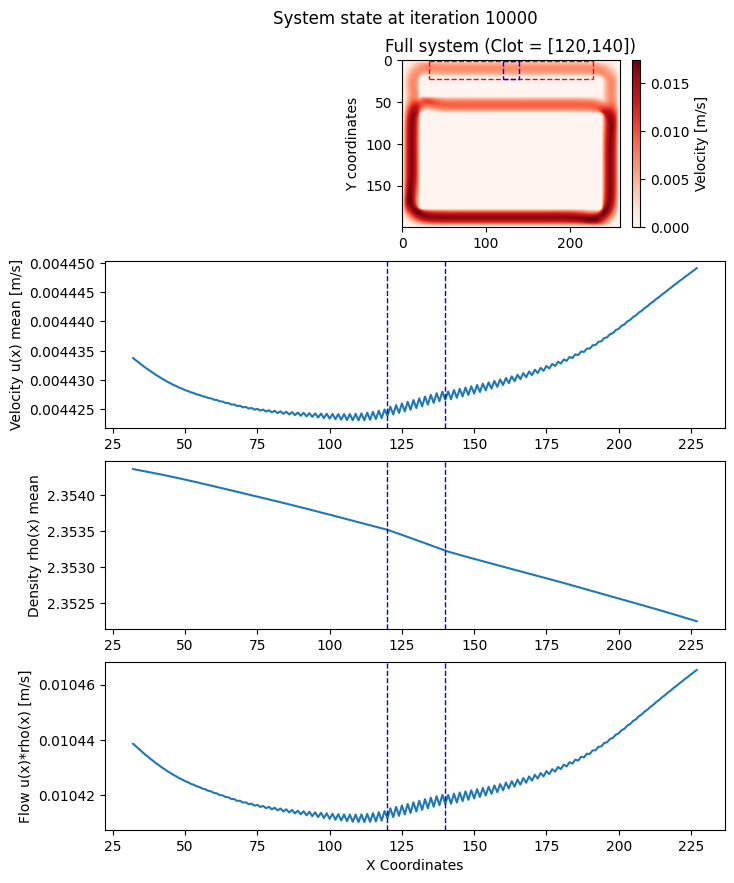 System state at iteration 10000
Full system (Clot = [120,140])
Y coordinates
0
50
100
150
0
100
200
0.015
0.010
0.005
0.000
Velocity [m/s]
Velocity u(x) mean [m/s]
0.004450
0.004445
0.004440
0.004435
0.004430
0.004425
25 50 75 100 125 150 175 200 225
Density rho(x) mean
2.3540
2.3535
2.3530
2.3525
25 50 75 100 125 150 175 200 225
Flow u(x)*rho(x) [m/s]
0.01046
0.01044
0.01042
25 50 75 100 125 150 175 200 225
X Coordinates